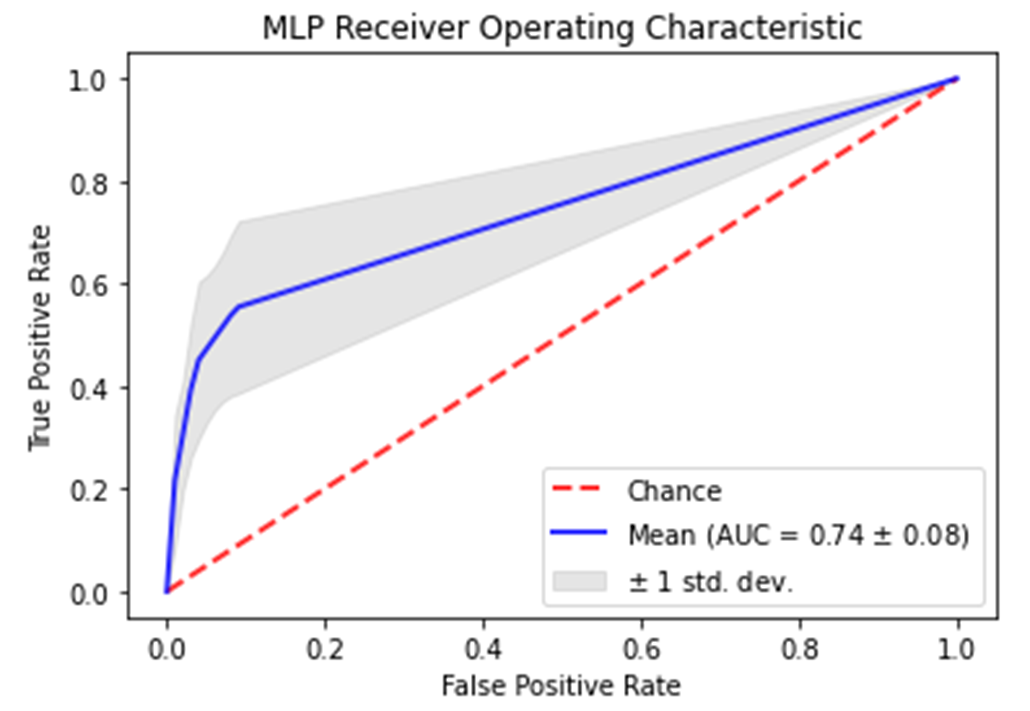 MLP Receiver Operating Characteristic
True Positive Rate
1.0
0.8
0.6
0.4
0.2
0.0
Chance
Mean (AUC = 0.74 ± 0.08)
± 1 std. dev.
0.0 0.2 0.4 0.6 0.8 1.0
False Positive Rate